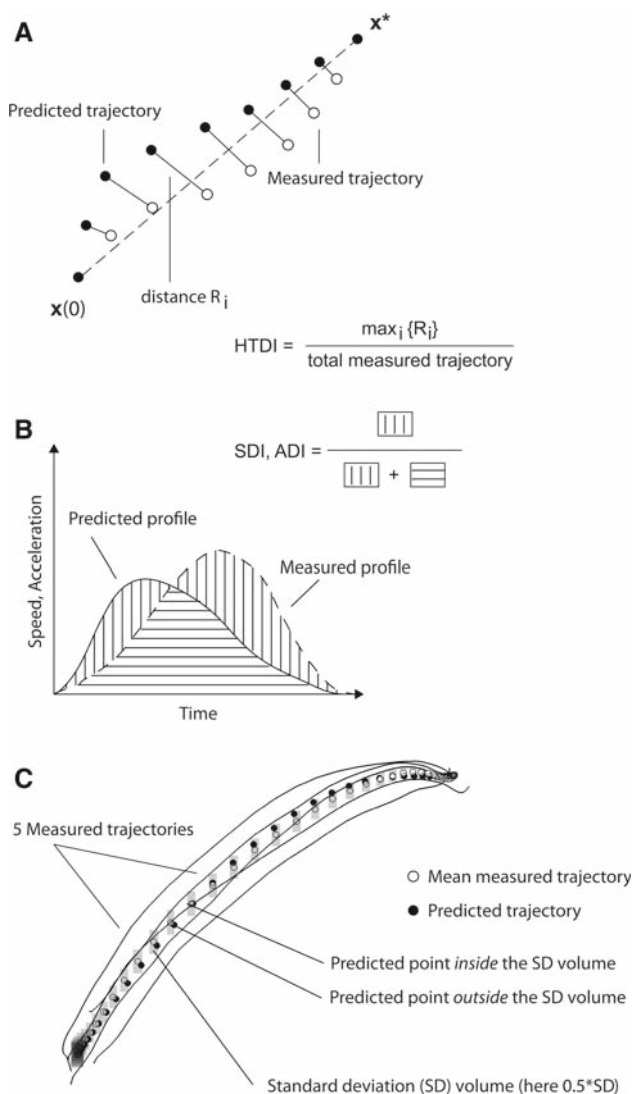 A
x*
Predicted trajectory
Measured trajectory
distance R i
x(0)
HTDI = max i {R i} / total measured trajectory
B
SDI, ADI = +
Speed, Acceleration
Predicted profile
Measured profile
Time
C
5 Measured trajectories
Mean measured trajectory
Predicted trajectory
Predicted point inside the SD volume
Predicted point outside the SD volume
Standard deviation (SD) volume (here 0.5*SD)